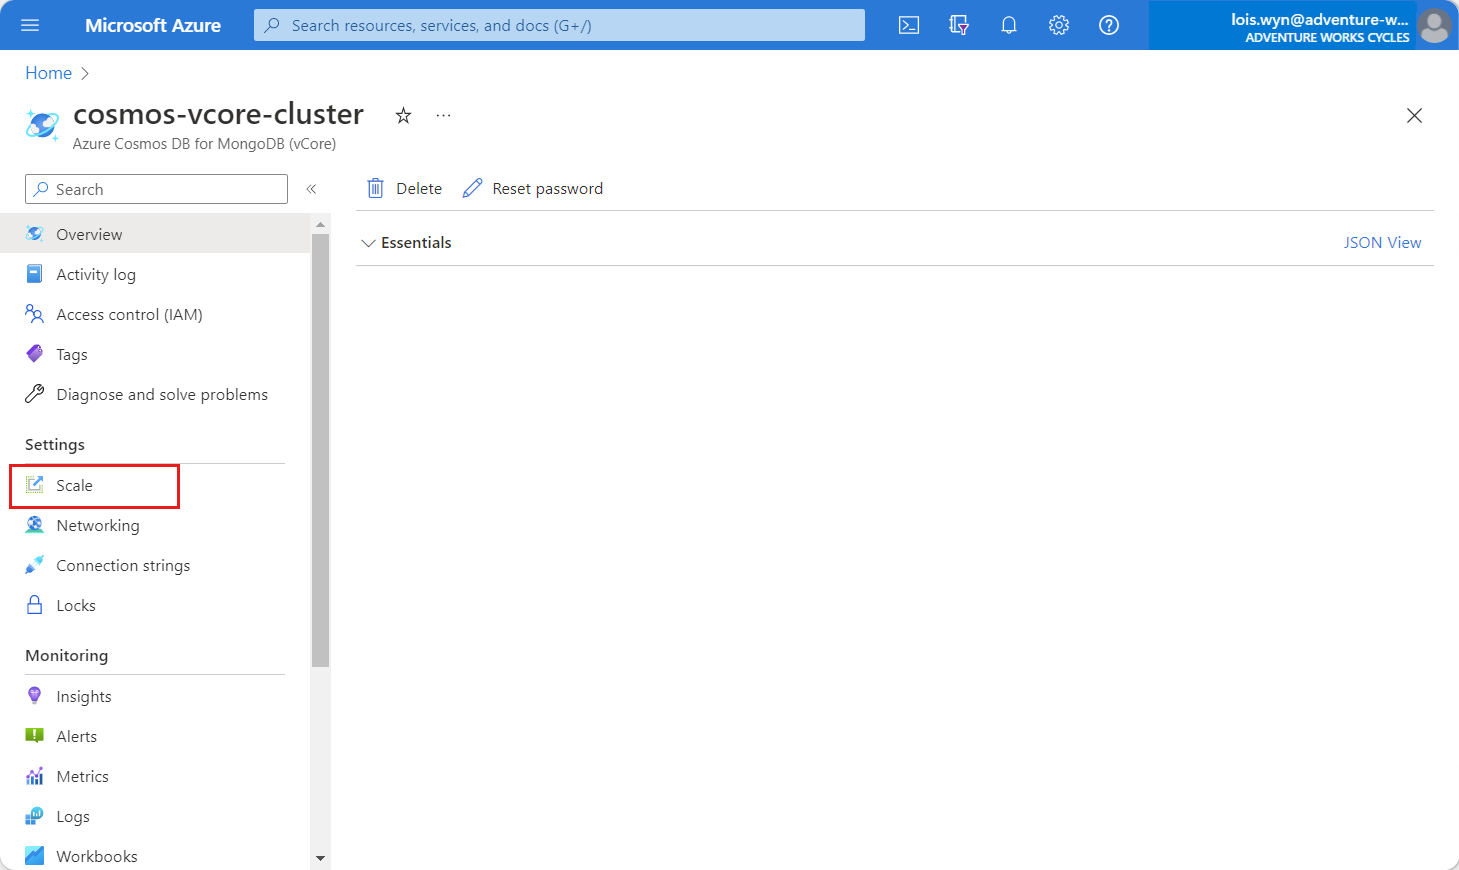 Microsoft Azure
Search resources, services, and docs (G+/)
lois.wyn@adventure-w...
ADVENTURE WORKS CYCLES
Home
cosmos-vcore-cluster
Azure Cosmos DB for MongoDB (vCore)
Search
Delete
Reset password
Essentials
JSON View
Overview
Activity log
Access control (IAM)
Tags
Diagnose and solve problems
Settings
Scale
Networking
Connection strings
Locks
Monitoring
Insights
Alerts
Metrics
Logs
Workbooks